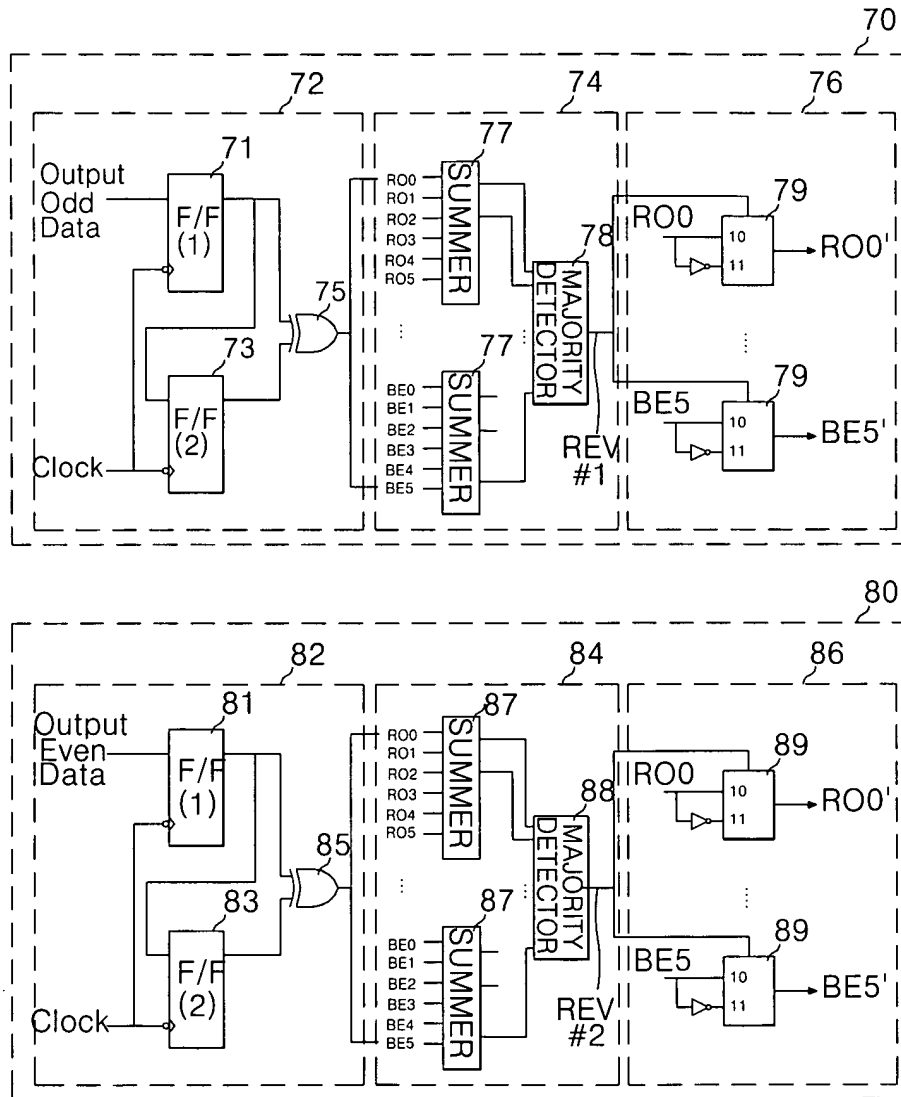 70
72
74
76
Output
Odd
Data
71
F/F
(1)
75
73
F/F
(2)
Clock
77
RO0
RO1
RO2
RO3
RO4
RO5
SUMMER
...
77
BE0
BE1
BE2
BE3
BE4
BE5
SUMMER
78
MAJORITY
DETECTOR
...
REV
#1
79
RO0
10
11
RO0'
...
79
BE5
10
11
BE5'
80
82
84
86
Output
Even
Data
81
F/F
(1)
85
83
F/F
(2)
Clock
87
RO0
RO1
RO2
RO3
RO4
RO5
SUMMER
...
87
BE0
BE1
BE2
BE3
BE4
BE5
SUMMER
88
MAJORITY
DETECTOR
...
REV
#2
89
RO0
10
11
RO0'
...
89
BE5
10
11
BE5'